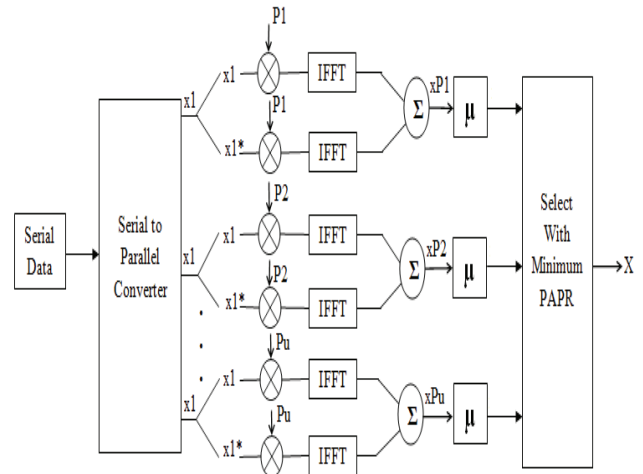 P1
x1
x1
IFFT
P1
x1*
IFFT
Σ
xP1
μ
Serial
Data
Serial to
Parallel
Converter
P2
x1
x1
IFFT
P2
x1*
IFFT
Σ
xP2
μ
Pu
x1
x1
IFFT
Pu
x1*
IFFT
Σ
xPu
μ
Select
With
Minimum
PAPR
X